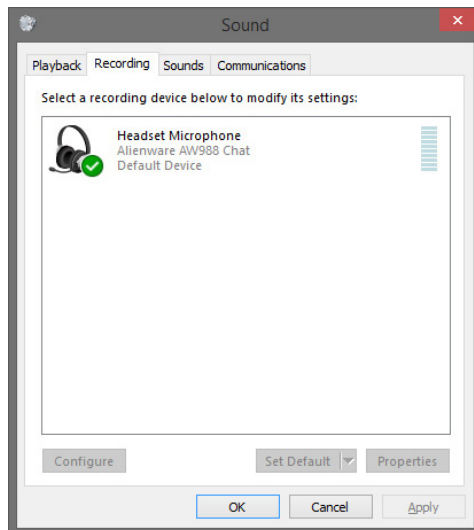 Sound
Playback Recording Sounds Communications
Select a recording device below to modify its settings:
Headset Microphone
Alienware AW988 Chat
Default Device
Configure Set Default Properties
OK Cancel Apply